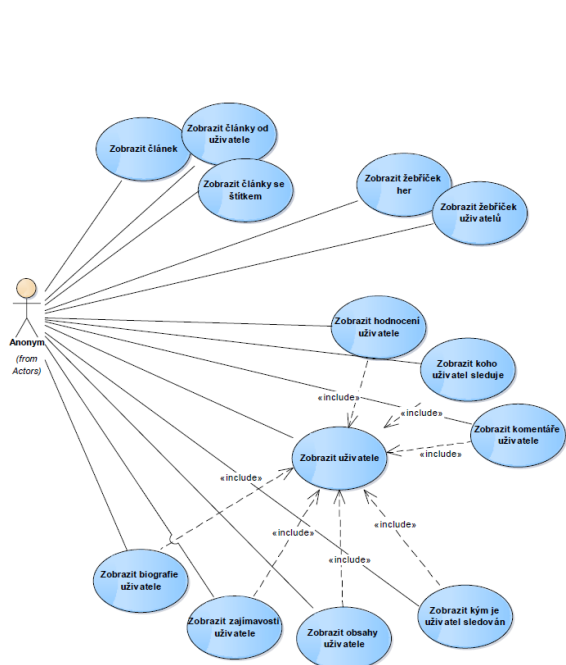 Zobrazit články od
uživatele
Zobrazit článek
Zobrazit články se
štítkem
Zobrazit žebříček
her
Zobrazit žebříček
uživatelů
Anonym
(from
Actors)
Zobrazit hodnocení
uživatele
Zobrazit koho
uživatel sleduje
«include»
«include»
Zobrazit komentáře
uživatele
«include»
Zobrazit uživatele
«include»
«include»
«include»
«include»
Zobrazit biografie
uživatele
Zobrazit zajímavosti
uživatele
Zobrazit obsahy
uživatele
Zobrazit kým je
uživatel sledován